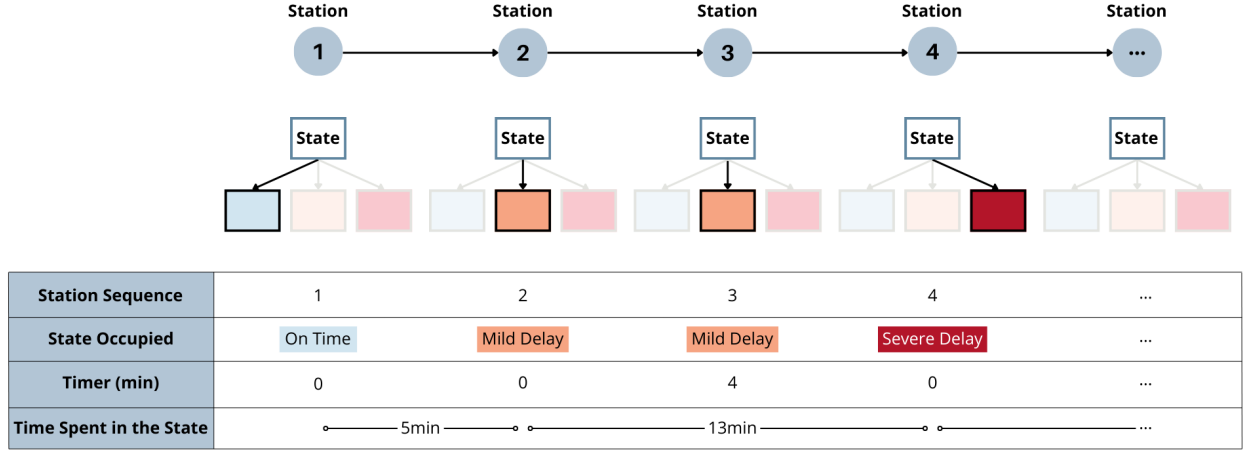 Station Station Station Station Station
1 2 3 4 ...
State State State State State
Station Sequence 1 2 3 4 ...
State Occupied On Time Mild Delay Mild Delay Severe Delay ...
Timer (min) 0 0 4 0 ...
Time Spent in the State 5min 13min ...